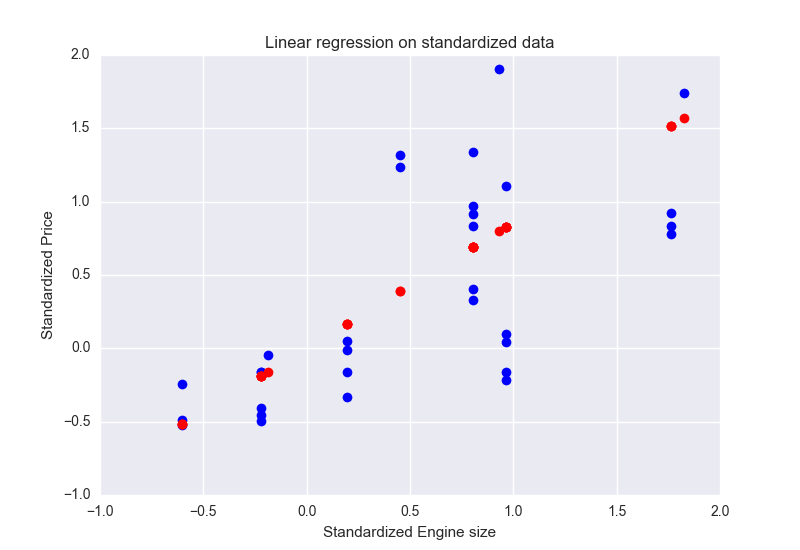 Linear regression on standardized data
2.0
1.5
1.0
0.5
0.0
−0.5
−1.0
Standardized Price
−1.0 −0.5 0.0 0.5 1.0 1.5 2.0
Standardized Engine size